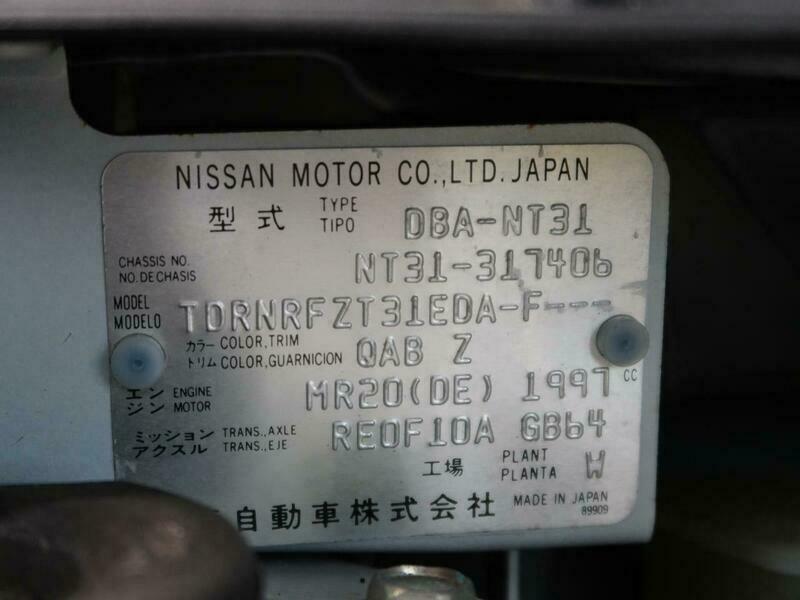 NISSAN MOTOR CO.,LTD. JAPAN
型式 TYPE TIPO DBA-NT31
CHASSIS NO. NO. DE CHASIS NT31-317406
MODEL MODELO TDRNRFZT31EDA-F---
カラー COLOR, TRIM トリム COLOR, GUARNICION QAB Z
エンジン ENGINE MOTOR MR20(DE) 1997 CC
ミッション アクスル TRANS., AXLE TRANS., EJE RE0F10A GB64
工場 PLANT PLANTA W
自動車株式会社 MADE IN JAPAN
89909